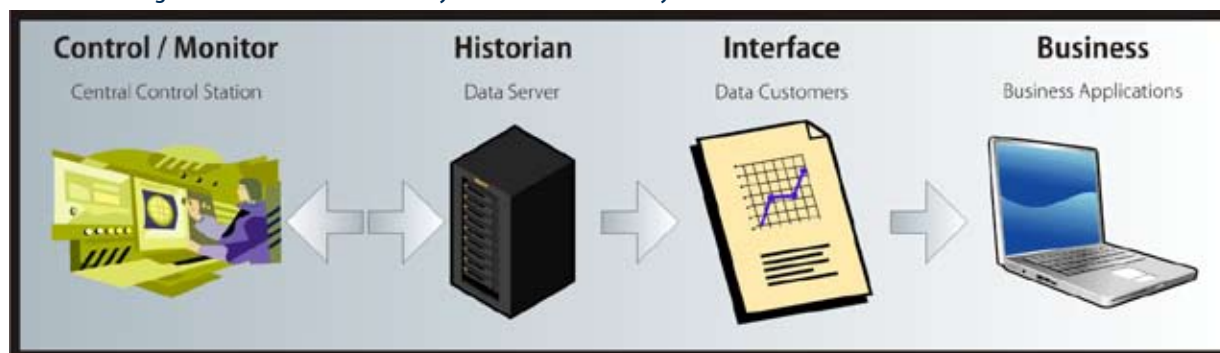 Control / Monitor
Central Control Station
Historian
Data Server
Interface
Data Customers
Business
Business Applications